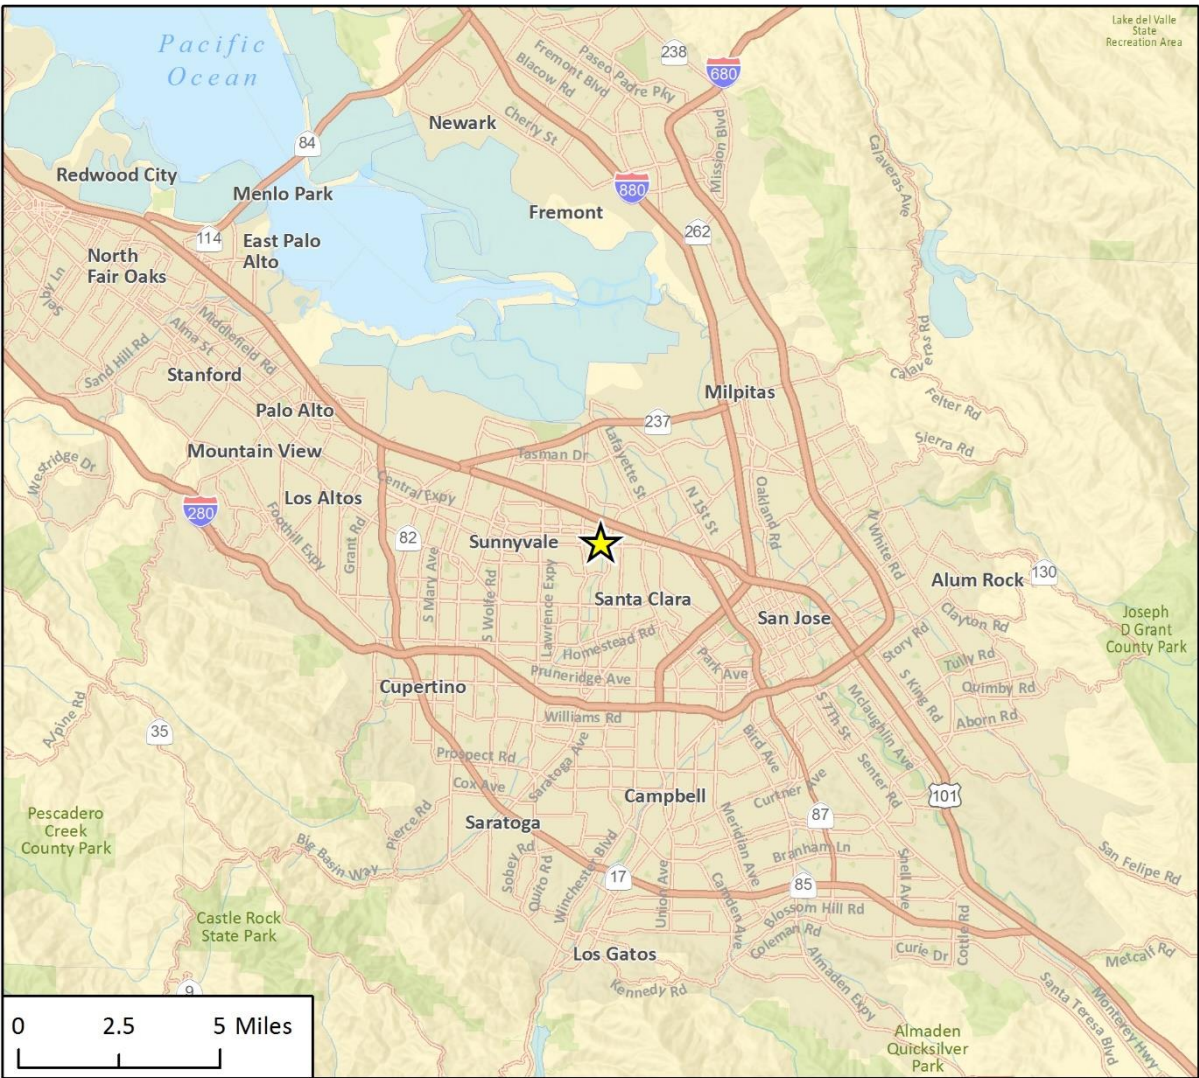 Pacific
Ocean
Lake del Valle
State
Recreation Area
238
680
Paseo Padre Pky
Fremont Blvd
Blacow Rd
Cherry St
Newark
84
Mission Blvd
Calaveras Ave
Redwood City
Menlo Park
880
Fremont
262
114
East Palo
Alto
North
Fair Oaks
Selby Ln
Middlefield Rd
Alma St
Sand Hill Rd
Stanford
Calaveras Rd
Felter Rd
Sierra Rd
Milpitas
Palo Alto
237
Mountain View
Tasman Dr
Lafayette St
Westridge Dr
Los Altos
Central Expy
N 1St St
Oakland Rd
280
Foothill Expy
Grant Rd
82
Sunnyvale
N White Rd
S Mary Ave
S Wolfe Rd
Lawrence Expy
Santa Clara
Alum Rock
130
San Jose
Clayton Rd
Joseph
D Grant
County Park
Homestead Rd
Story Rd
Tully Rd
Park Ave
Pruneridge Ave
Quimby Rd
Cupertino
S King Rd
Williams Rd
S 7Th St
Mclaughlin Ave
Aborn Rd
Alpine Rd
35
Bird Ave
Prospect Rd
Saratoga Ave
Senter Rd
Cox Ave
Campbell
Curtner Ave
101
Pescadero
Creek
County Park
Pierce Rd
Saratoga
Meridian Ave
87
Big Basin Way
Sobey Rd
Quito Rd
Winchester Blvd
Branham Ln
San Felipe Rd
17
Union Ave
Camden Ave
85
Shell Ave
Castle Rock
State Park
Blossom Hill Rd
Coleman Rd
Cottle Rd
Los Gatos
Curie Dr
Metcalf Rd
Almaden Expy
Kennedy Rd
9
Santa Teresa Blvd
Monterey Hwy
Almaden
Quicksilver
Park
0 2.5 5 Miles